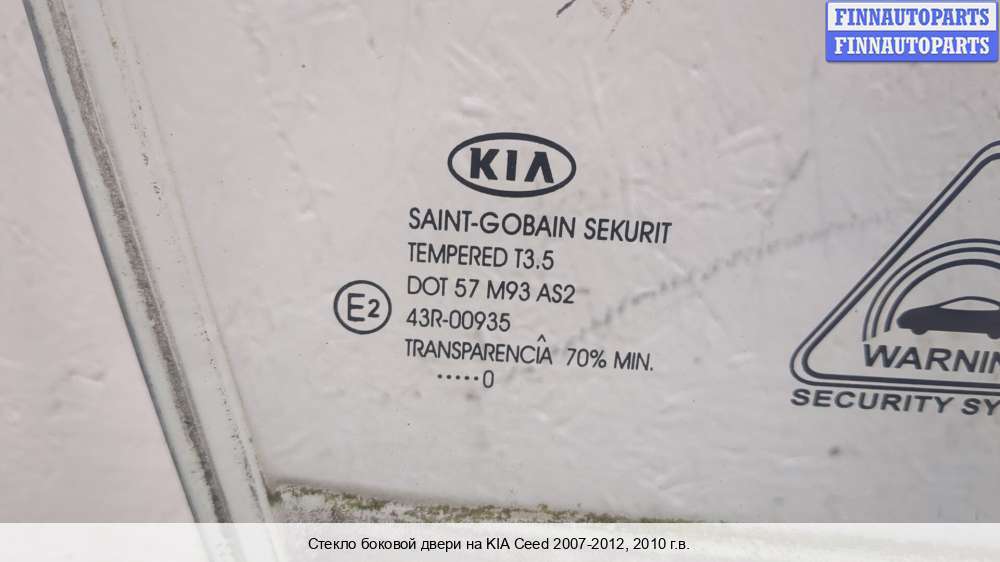 FINNAUTOPARTS
FINNAUTOPARTS
KIA
SAINT-GOBAIN SEKURIT
TEMPERED T3.5
DOT 57 M93 AS2
E2
43R-00935
TRANSPARENCÎA 70% MIN.
.....0
WARNIN
SECURITY SY
Стекло боковой двери на KIA Ceed 2007-2012, 2010 г.в.